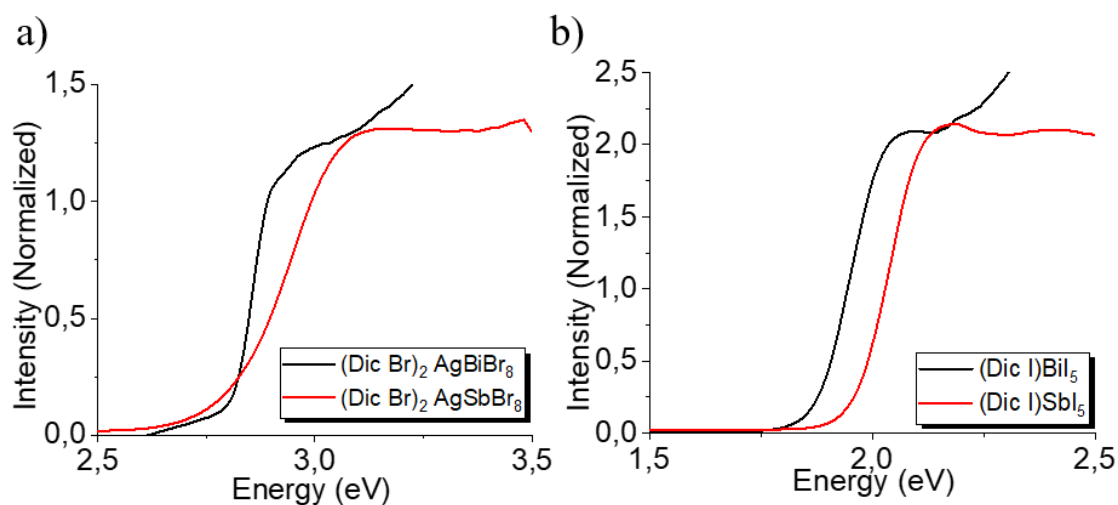 a)
Intensity (Normalized)
1,5
1,0
0,5
0,0
2,5 3,0 3,5
Energy (eV)
(Dic Br)₂ AgBiBr₈
(Dic Br)₂ AgSbBr₈
b)
Intensity (Normalized)
2,5
2,0
1,5
1,0
0,5
0,0
1,5 2,0 2,5
Energy (eV)
(Dic I)BiI₅
(Dic I)SbI₅